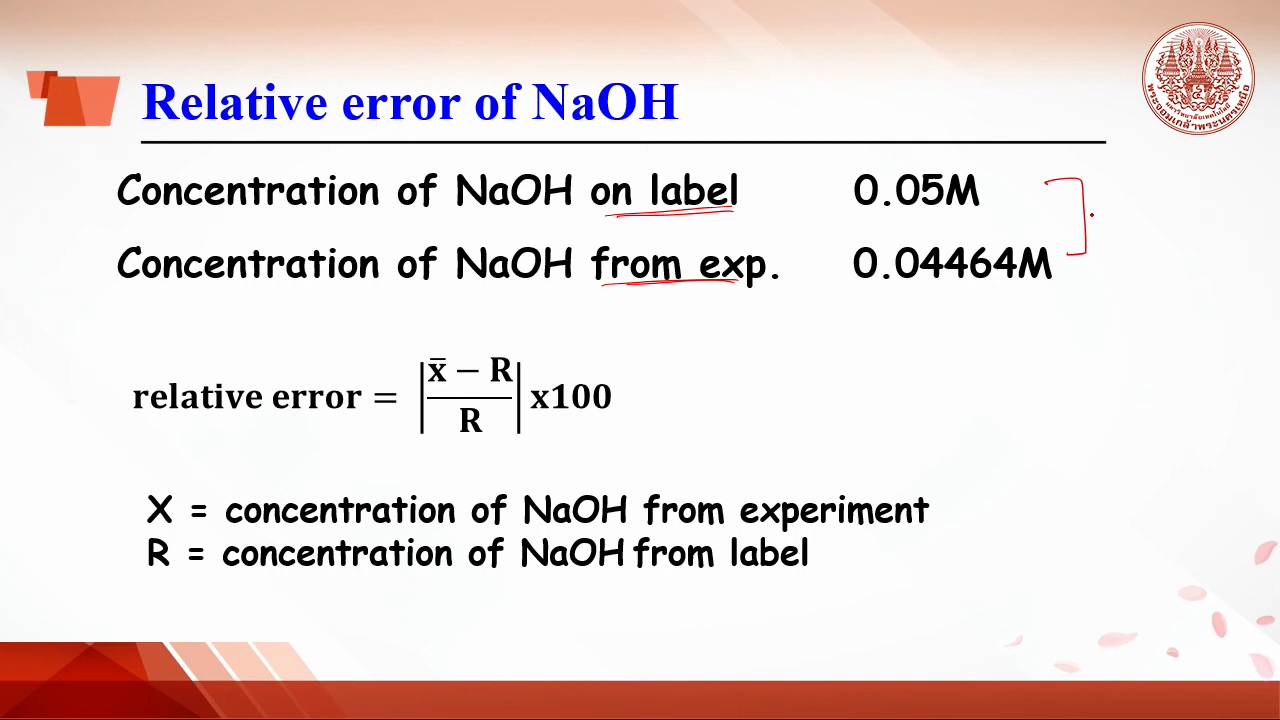 Relative error of NaOH
Concentration of NaOH on label 0.05M
Concentration of NaOH from exp. 0.04464M
relative error = |x̄ − R / R| x100
X = concentration of NaOH from experiment
R = concentration of NaOH from label